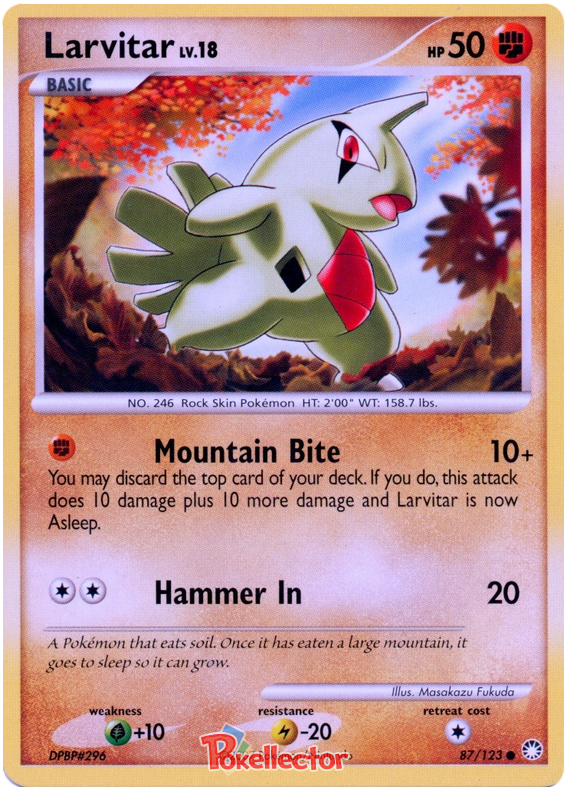 Larvitar LV.18
HP 50
BASIC
NO. 246 Rock Skin Pokémon HT: 2'00" WT: 158.7 lbs.
Mountain Bite 10+
You may discard the top card of your deck. If you do, this attack
does 10 damage plus 10 more damage and Larvitar is now
Asleep.
Hammer In 20
A Pokémon that eats soil. Once it has eaten a large mountain, it
goes to sleep so it can grow.
Illus. Masakazu Fukuda
weakness resistance retreat cost
+10 -20
DPBP#296 87/123
Pokellector